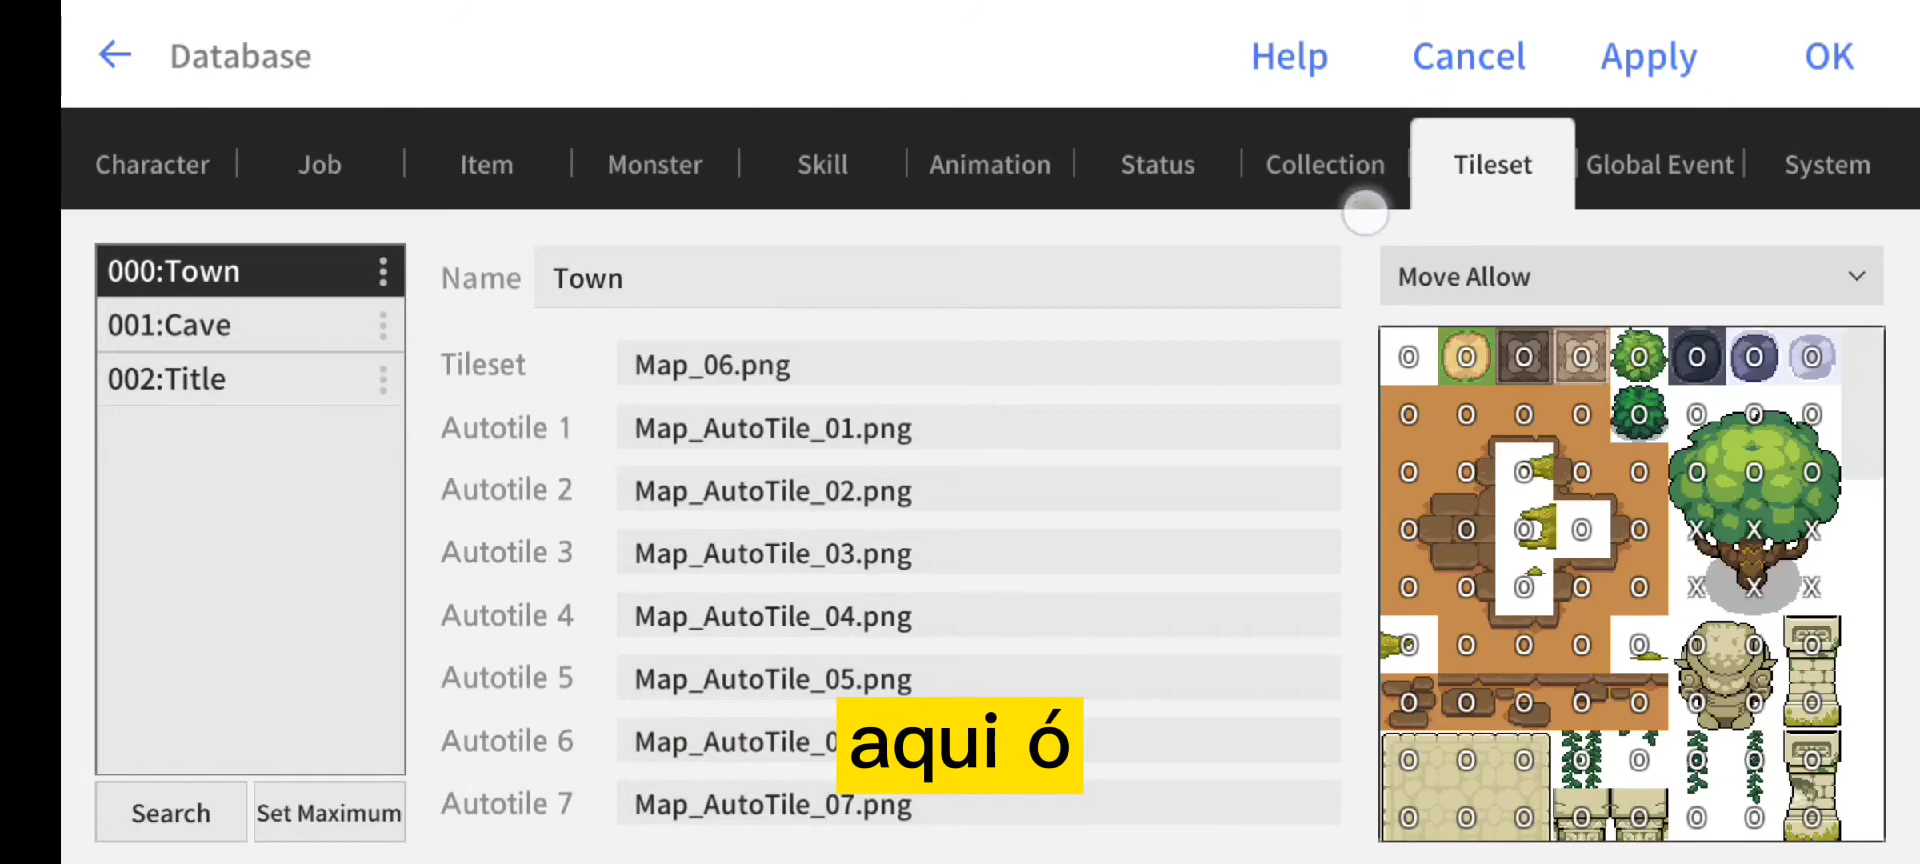 Database
Help Cancel Apply OK
Character Job Item Monster Skill Animation Status Collection Tileset Global Event System
000:Town
001:Cave
002:Title
Search Set Maximum
Name Town
Tileset Map_06.png
Autotile 1 Map_AutoTile_01.png
Autotile 2 Map_AutoTile_02.png
Autotile 3 Map_AutoTile_03.png
Autotile 4 Map_AutoTile_04.png
Autotile 5 Map_AutoTile_05.png
Autotile 6 Map_AutoTile_0
Autotile 7 Map_AutoTile_07.png
aqui ó
Move Allow
O O O O O O O O
O O O O O O O O
O O O O O O O O
O O O O O X X X
O O O O O X X X
O O O O O O O O
O O O O O O O O
O O O O O O O O
O O O O O O O O